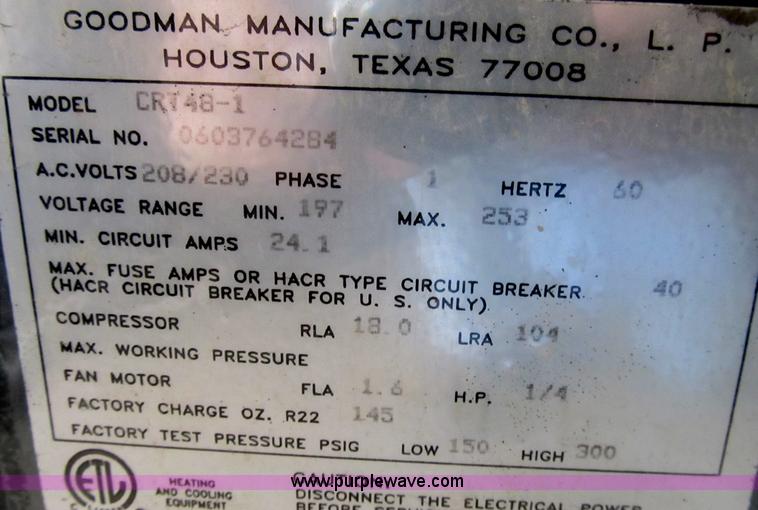 GOODMAN MANUFACTURING CO., L. P.
HOUSTON, TEXAS 77008
MODEL CRT48-1
SERIAL NO. 0603764284
A.C.VOLTS 208/230 PHASE 1 HERTZ 60
VOLTAGE RANGE MIN. 197 MAX. 253
MIN. CIRCUIT AMPS 24.1
MAX. FUSE AMPS OR HACR TYPE CIRCUIT BREAKER 40
(HACR CIRCUIT BREAKER FOR U. S. ONLY)
COMPRESSOR RLA 18.0 LRA 104
MAX. WORKING PRESSURE
FAN MOTOR FLA 1.6 H.P. 1/4
FACTORY CHARGE OZ. R22 145
FACTORY TEST PRESSURE PSIG LOW 150 HIGH 300
ETL
HEATING
AND COOLING
EQUIPMENT
www.purplewave.com
DISCONNECT THE ELECTRICAL POWER